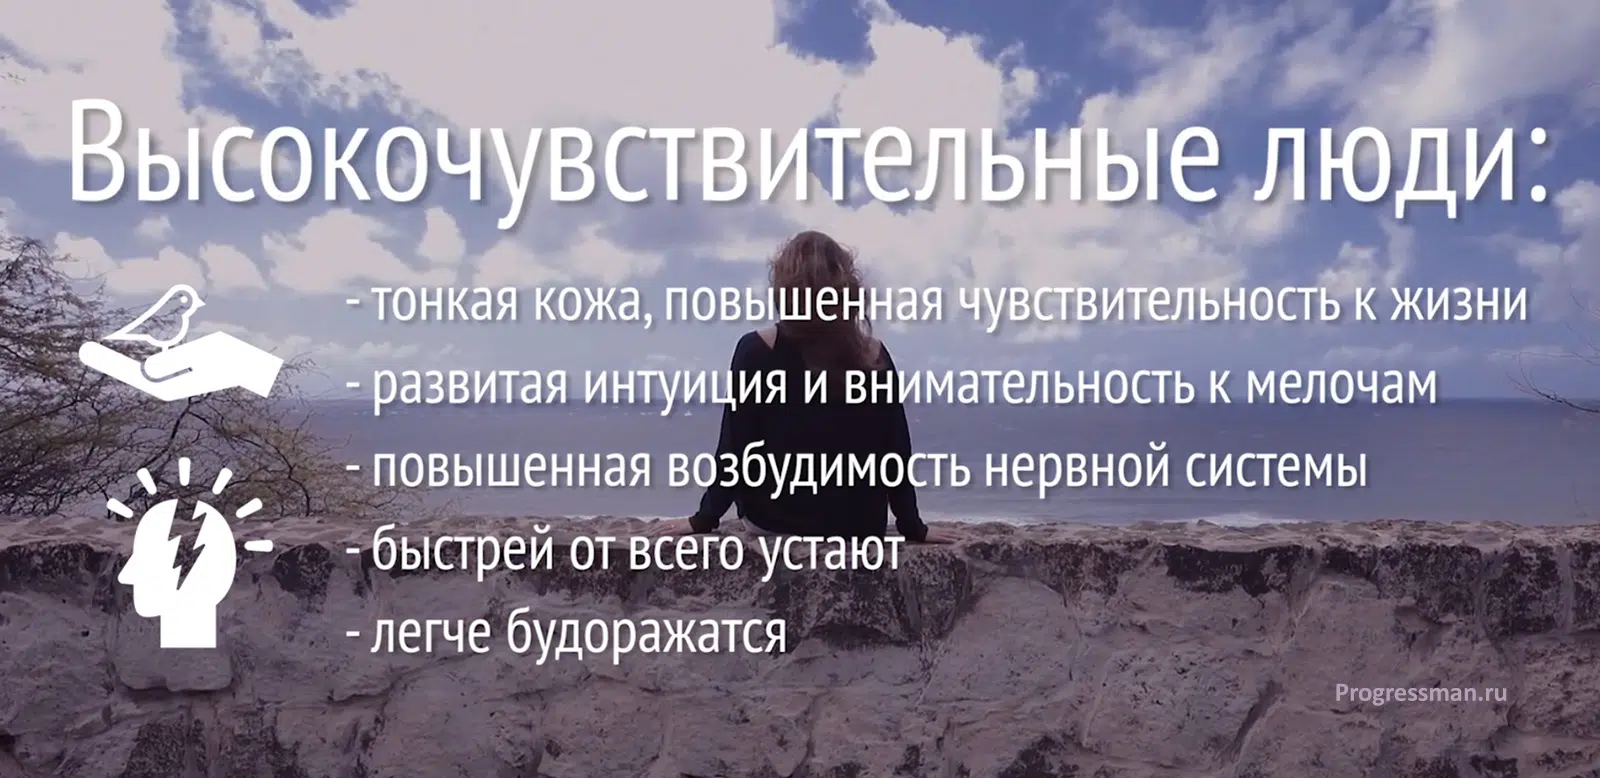 Высокочувствительные люди:
- тонкая кожа, повышенная чувствительность к жизни
- развитая интуиция и внимательность к мелочам
- повышенная возбудимость нервной системы
- быстрей от всего устают
- легче будоражатся
Progressman.ru